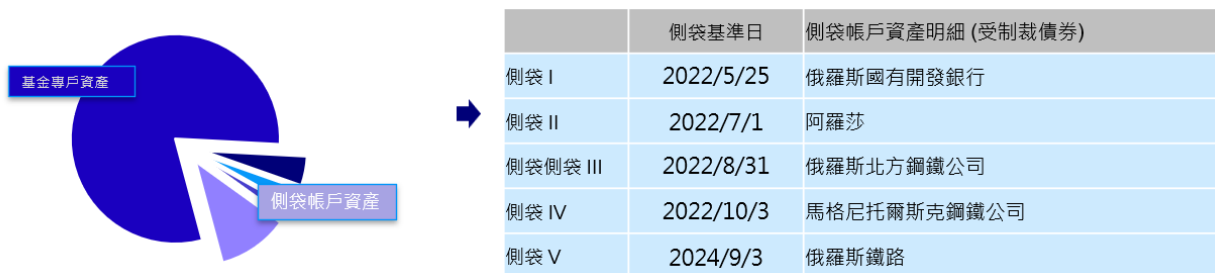 基金專戶資產
側袋帳戶資產
側袋基準日 側袋帳戶資產明細 (受制裁債券)
側袋 I 2022/5/25 俄羅斯國有開發銀行
側袋 II 2022/7/1 阿羅莎
側袋側袋 III 2022/8/31 俄羅斯北方鋼鐵公司
側袋 IV 2022/10/3 馬格尼托爾斯克鋼鐵公司
側袋 V 2024/9/3 俄羅斯鐵路